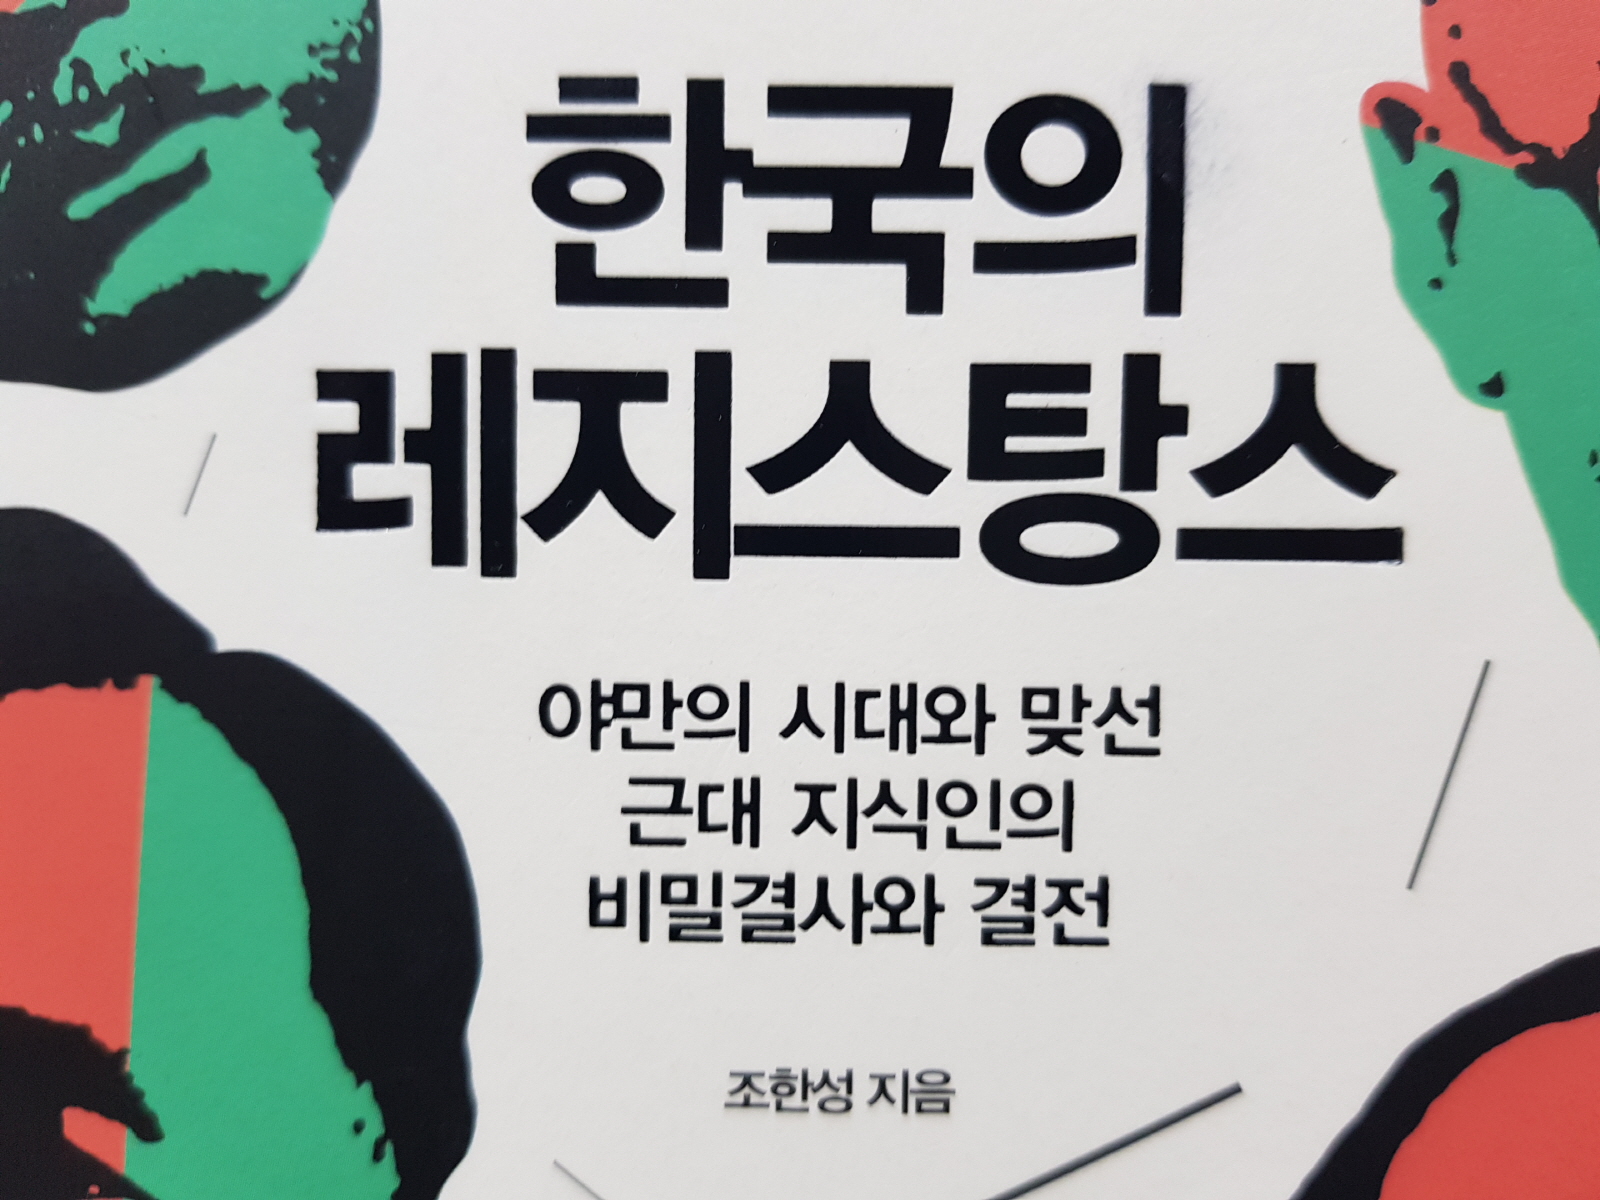 한국의
레지스탕스
야만의 시대와 맞선
근대 지식인의
비밀결사와 결전
조한성 지음